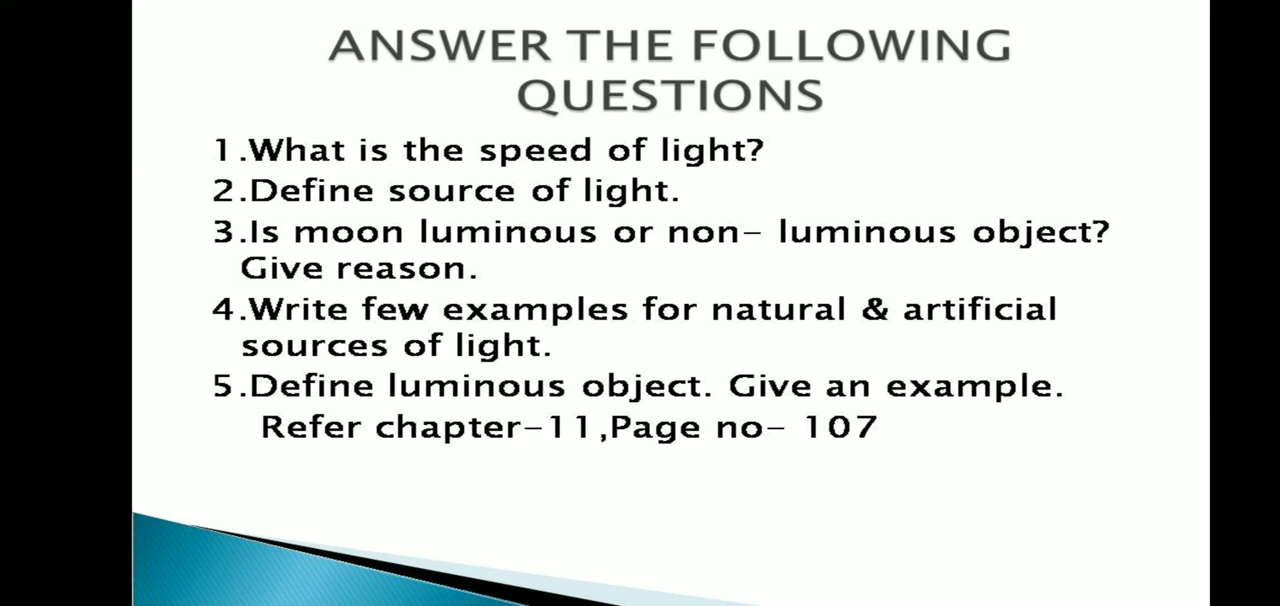 ANSWER THE FOLLOWING
QUESTIONS
1.What is the speed of light?
2.Define source of light.
3.Is moon luminous or non- luminous object?
Give reason.
4.Write few examples for natural & artificial
sources of light.
5.Define luminous object. Give an example.
Refer chapter-11,Page no- 107